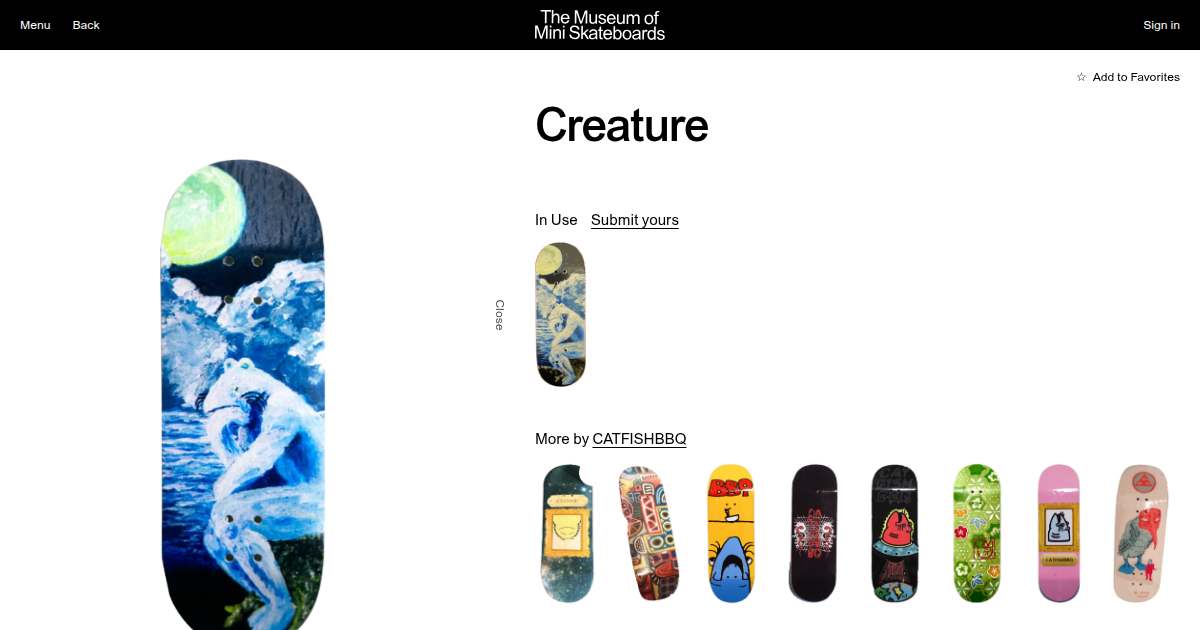 Menu
Back
The Museum of
Mini Skateboards
Sign in
☆ Add to Favorites
Creature
In Use
Submit yours
Close
More by CATFISHBBQ
BSP